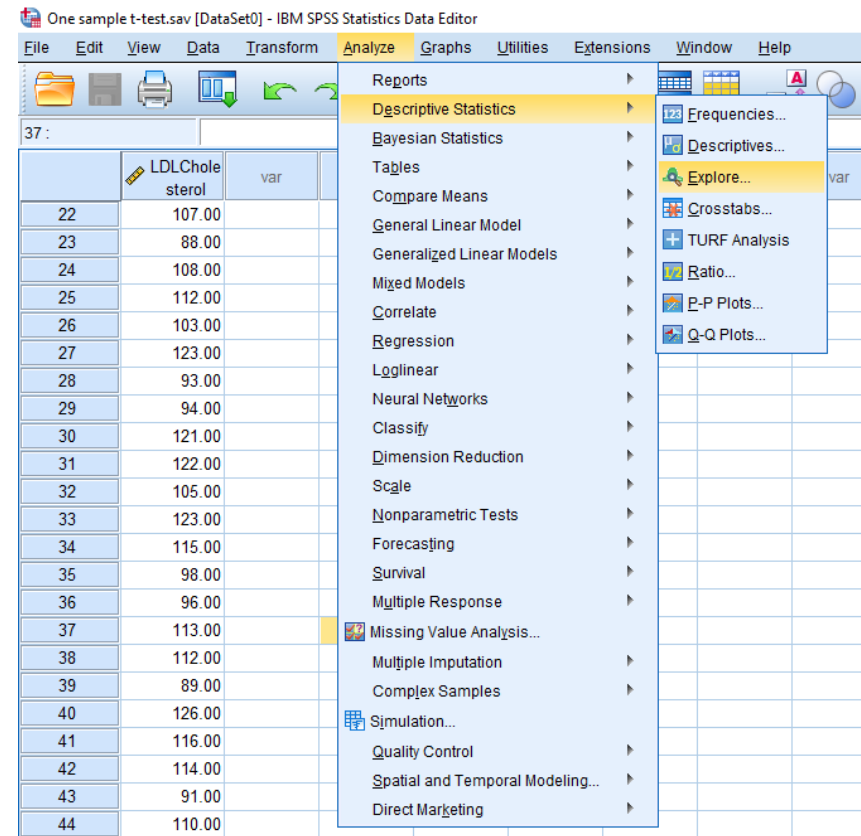 One sample t-test.sav [DataSet0] - IBM SPSS Statistics Data Editor
File Edit View Data Transform Analyze Graphs Utilities Extensions Window Help
A
37 :
LDLChole
sterol
var
var
22 107.00
23 88.00
24 108.00
25 112.00
26 103.00
27 123.00
28 93.00
29 94.00
30 121.00
31 122.00
32 105.00
33 123.00
34 115.00
35 98.00
36 96.00
37 113.00
38 112.00
39 89.00
40 126.00
41 116.00
42 114.00
43 91.00
44 110.00
Reports
Descriptive Statistics
Bayesian Statistics
Tables
Compare Means
General Linear Model
Generalized Linear Models
Mixed Models
Correlate
Regression
Loglinear
Neural Networks
Classify
Dimension Reduction
Scale
Nonparametric Tests
Forecasting
Survival
Multiple Response
Missing Value Analysis...
Multiple Imputation
Complex Samples
Simulation...
Quality Control
Spatial and Temporal Modeling...
Direct Marketing
123 Frequencies...
Descriptives...
Explore...
Crosstabs...
TURF Analysis
1/2 Ratio...
P-P Plots...
Q-Q Plots...